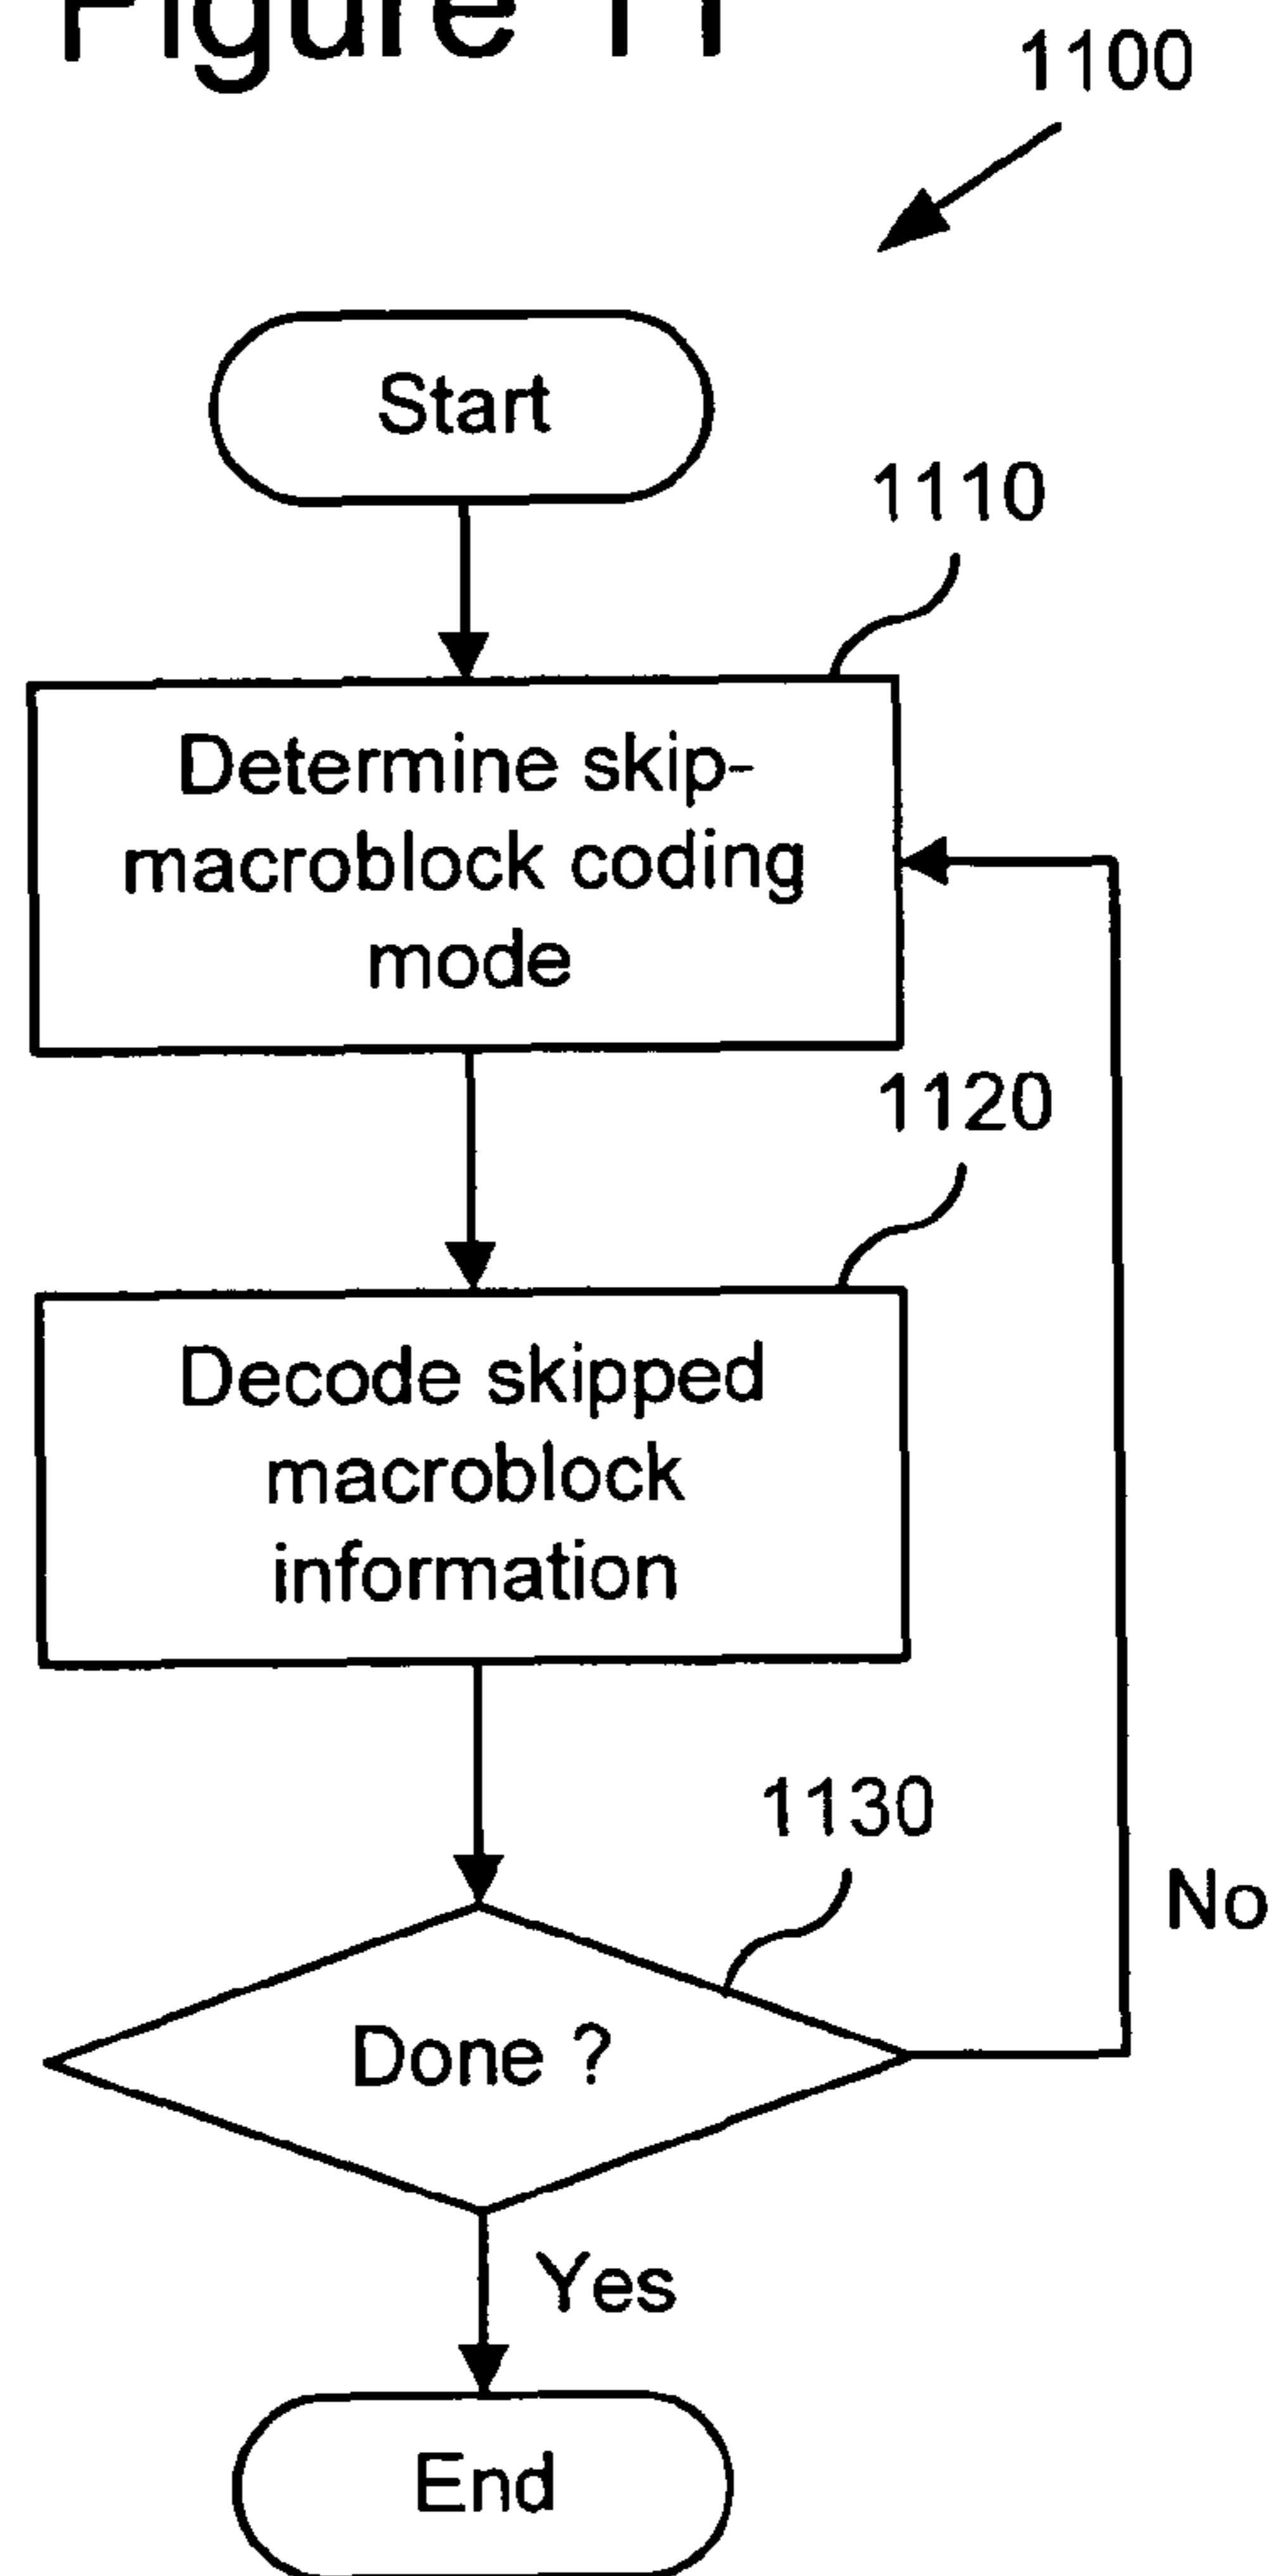 Figure 11
1100
Start
1110
Determine skip-
macroblock coding
mode
1120
Decode skipped
macroblock
information
1130
No
Done ?
Yes
End